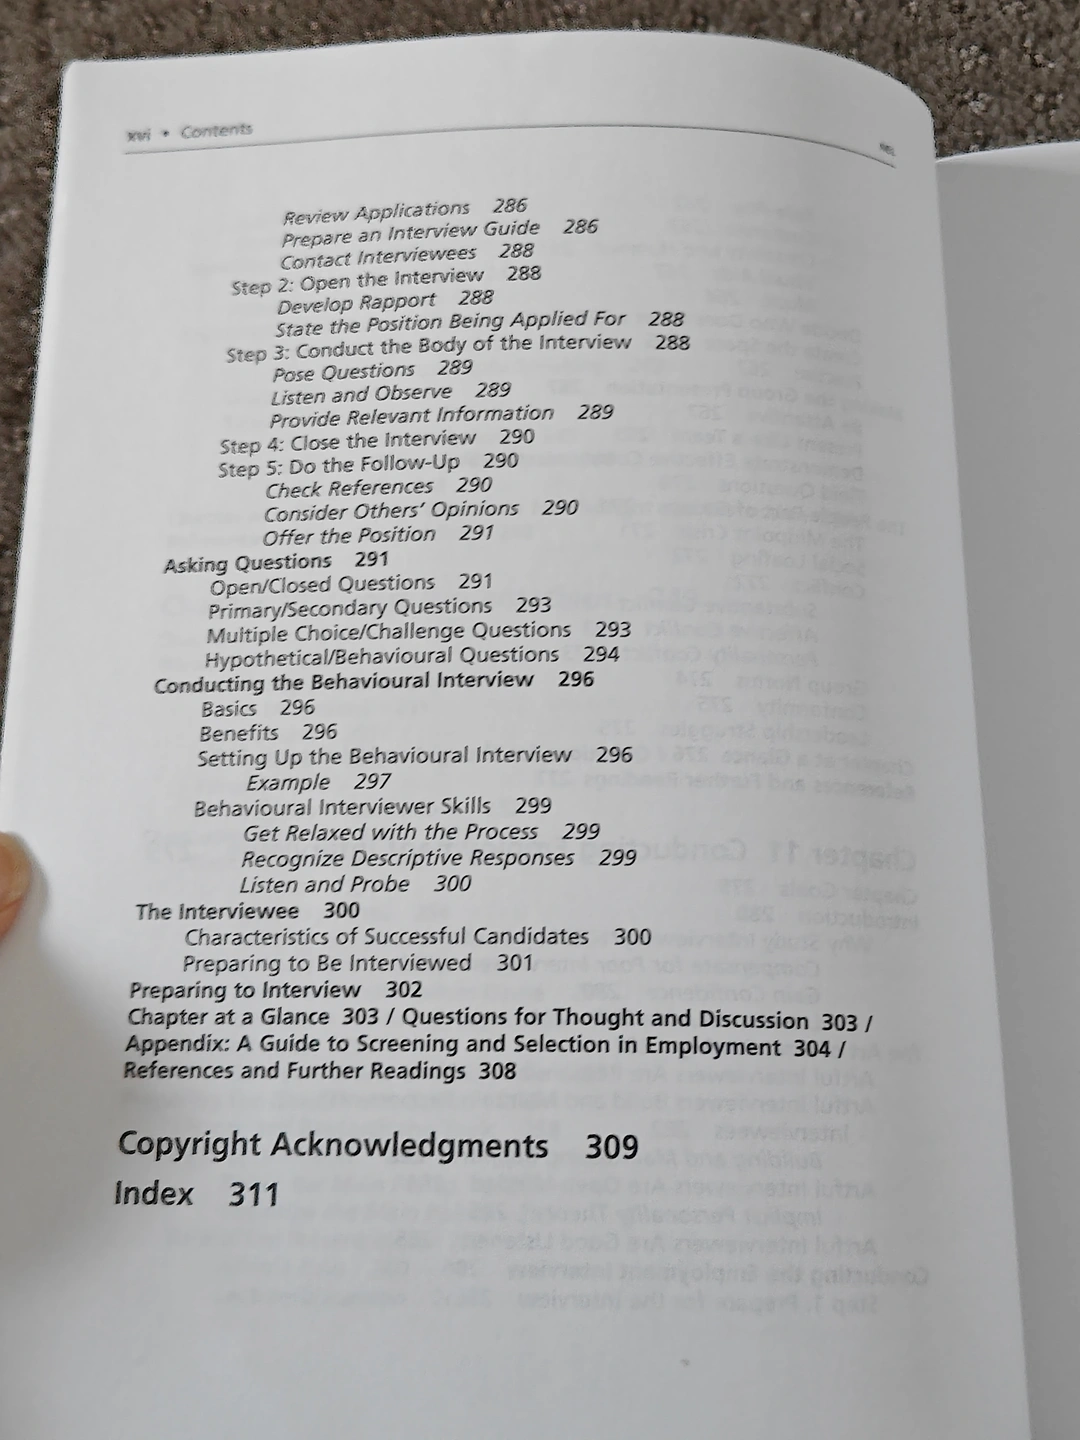 xvi • Contents
Review Applications 286
Prepare an Interview Guide 286
Contact Interviewees 288
Step 2: Open the Interview 288
Develop Rapport 288
State the Position Being Applied For 288
Step 3: Conduct the Body of the Interview 288
Pose Questions 289
Listen and Observe 289
Provide Relevant Information 289
Step 4: Close the Interview 290
Step 5: Do the Follow-Up 290
Check References 290
Consider Others' Opinions 290
Offer the Position 291
Asking Questions 291
Open/Closed Questions 291
Primary/Secondary Questions 293
Multiple Choice/Challenge Questions 293
Hypothetical/Behavioural Questions 294
Conducting the Behavioural Interview 296
Basics 296
Benefits 296
Setting Up the Behavioural Interview 296
Example 297
Behavioural Interviewer Skills 299
Get Relaxed with the Process 299
Recognize Descriptive Responses 299
Listen and Probe 300
The Interviewee 300
Characteristics of Successful Candidates 300
Preparing to Be Interviewed 301
Preparing to Interview 302
Chapter at a Glance 303 / Questions for Thought and Discussion 303 /
Appendix: A Guide to Screening and Selection in Employment 304 /
References and Further Readings 308
Copyright Acknowledgments 309
Index 311